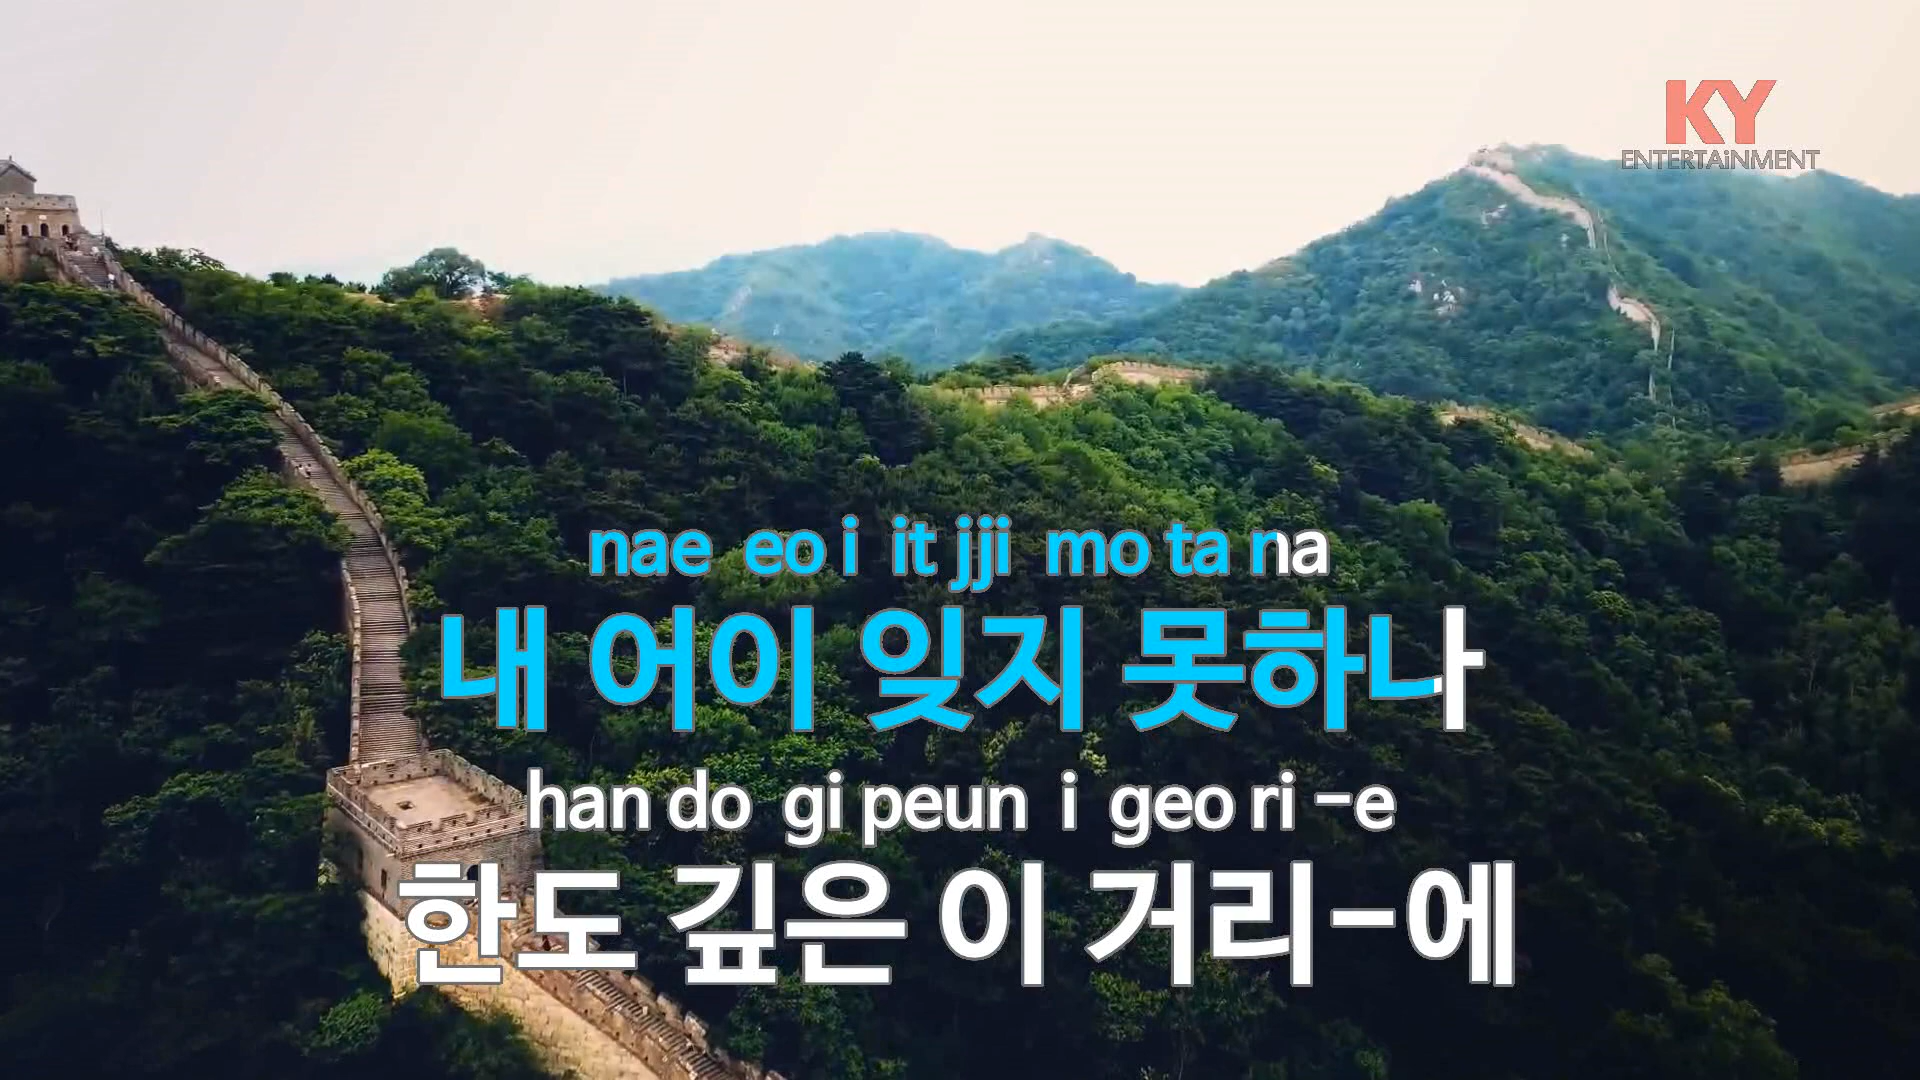 KY
ENTERTAiNMENT
nae eo i it jji mo ta na
내 어이 잊지 못하나
han do gi peun i geo ri -e
한도 깊은 이 거리-에